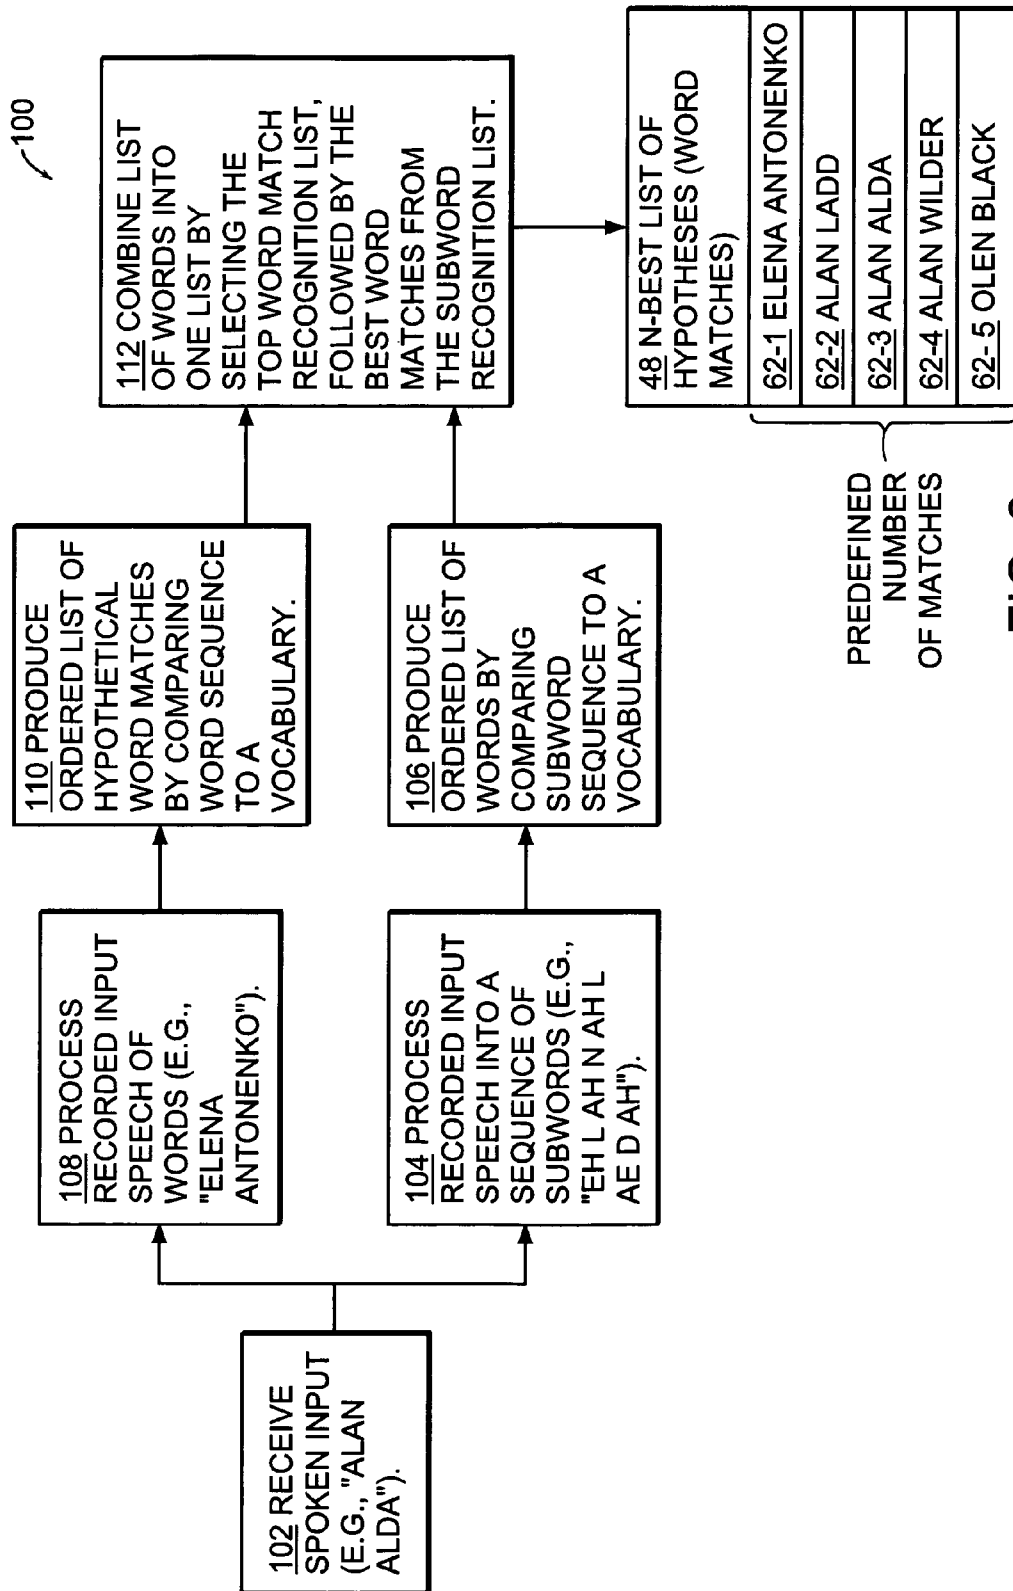 100
102 RECEIVE
SPOKEN INPUT
(E.G., "ALAN
ALDA").
108 PROCESS
RECORDED INPUT
SPEECH OF
WORDS (E.G.,
"ELENA
ANTONENKO").
104 PROCESS
RECORDED INPUT
SPEECH INTO A
SEQUENCE OF
SUBWORDS (E.G.,
"EH L AH N AH L
AE D AH").
110 PRODUCE
ORDERED LIST OF
HYPOTHETICAL
WORD MATCHES
BY COMPARING
WORD SEQUENCE
TO A
VOCABULARY.
106 PRODUCE
ORDERED LIST OF
WORDS BY
COMPARING
SUBWORD
SEQUENCE TO A
VOCABULARY.
112 COMBINE LIST
OF WORDS INTO
ONE LIST BY
SELECTING THE
TOP WORD MATCH
RECOGNITION LIST,
FOLLOWED BY THE
BEST WORD
MATCHES FROM
THE SUBWORD
RECOGNITION LIST.
48 N-BEST LIST OF
HYPOTHESES (WORD
MATCHES)
62-1 ELENA ANTONENKO
62-2 ALAN LADD
62-3 ALAN ALDA
62-4 ALAN WILDER
62- 5 OLEN BLACK
PREDEFINED
NUMBER
OF MATCHES